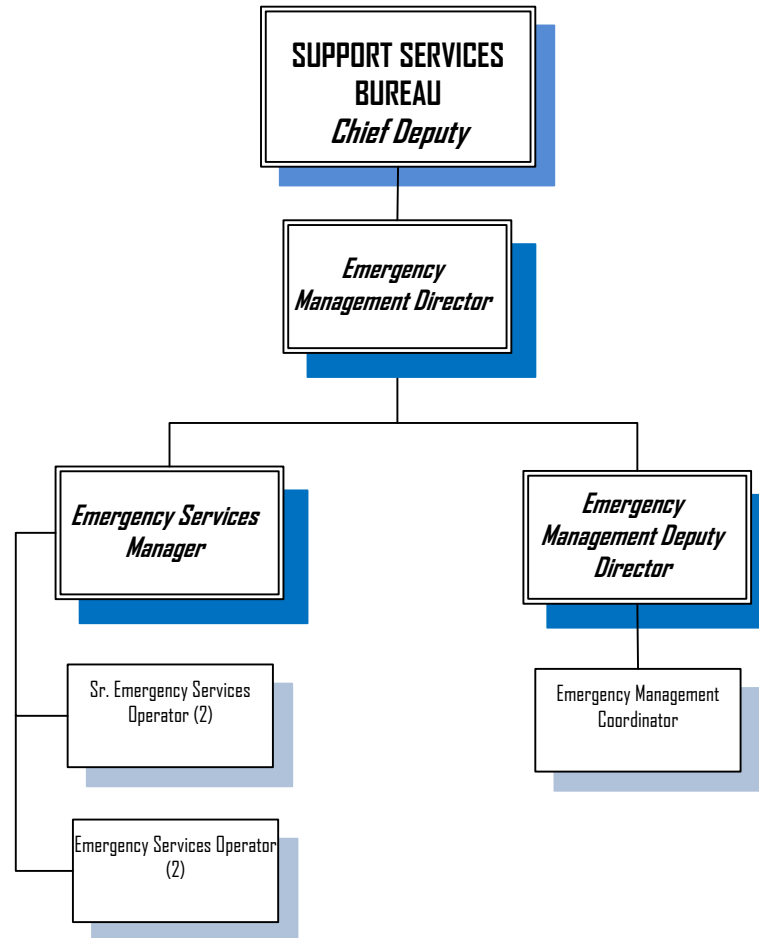 SUPPORT SERVICES
BUREAU
Chief Deputy
Emergency
Management Director
Emergency Services
Manager
Emergency
Management Deputy
Director
Sr. Emergency Services
Operator (2)
Emergency Management
Coordinator
Emergency Services Operator
(2)